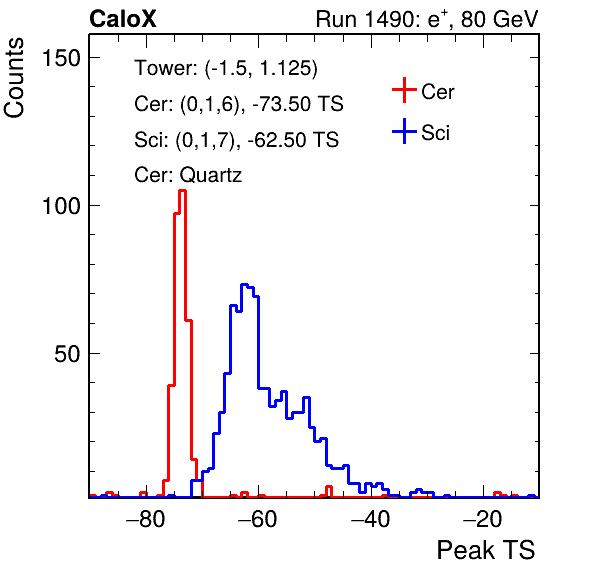 CaloX Run 1490: e⁺, 80 GeV
Counts
150
100
50
Tower: (-1.5, 1.125)
Cer: (0,1,6), -73.50 TS
Sci: (0,1,7), -62.50 TS
Cer: Quartz
Cer
Sci
−80 −60 −40 −20
Peak TS